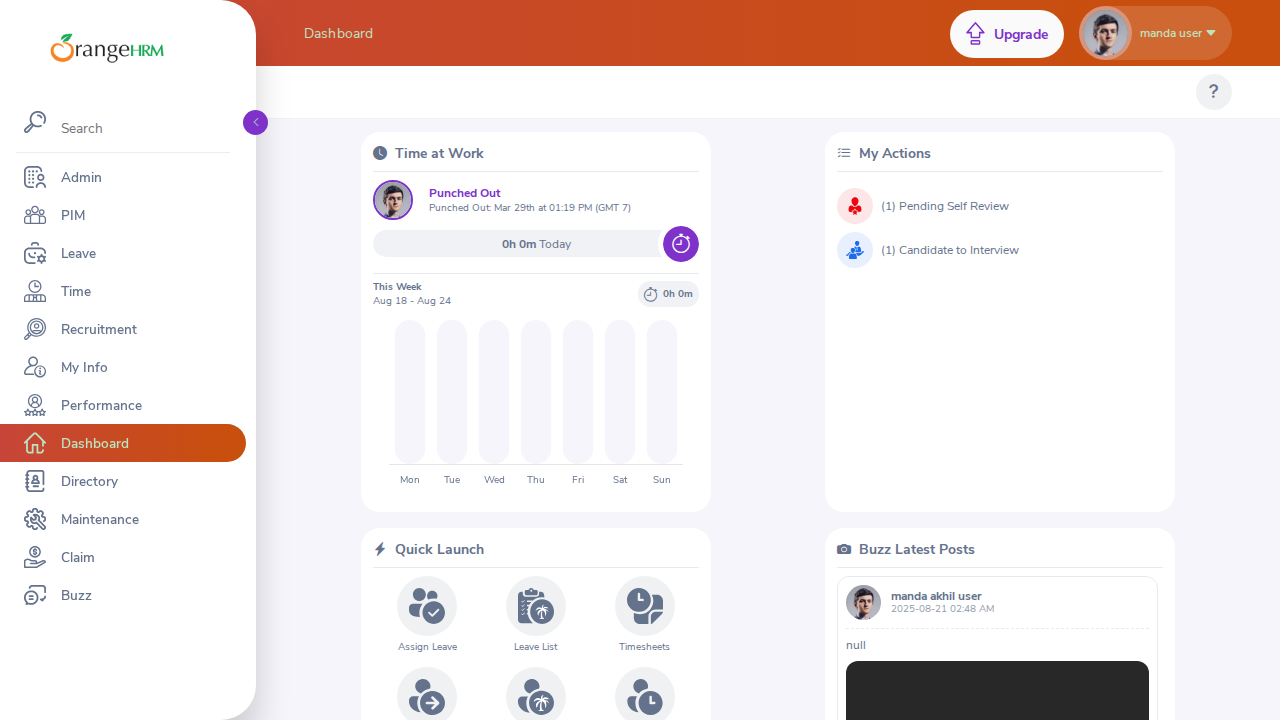 OrangeHRM
Dashboard
Upgrade
manda user
?
Search
Admin
PIM
Leave
Time
Recruitment
My Info
Performance
Dashboard
Directory
Maintenance
Claim
Buzz
Time at Work
Punched Out
Punched Out: Mar 29th at 01:19 PM (GMT 7)
0h 0m Today
This Week
Aug 18 - Aug 24
0h 0m
Mon Tue Wed Thu Fri Sat Sun
My Actions
(1) Pending Self Review
(1) Candidate to Interview
Quick Launch
Assign Leave Leave List Timesheets
Buzz Latest Posts
manda akhil user
2025-08-21 02:48 AM
null